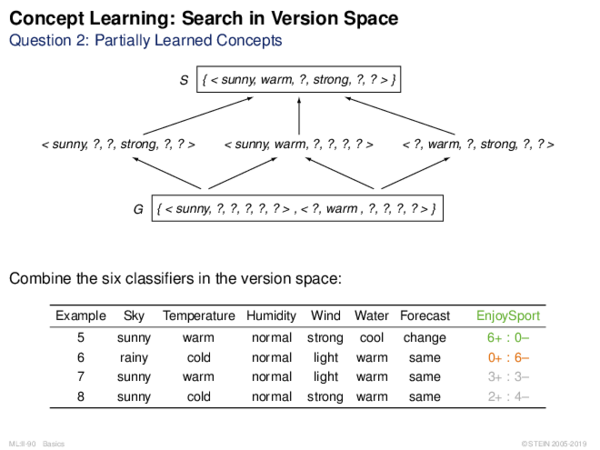 Concept Learning: Search in Version Space
Question 2: Partially Learned Concepts
S { < sunny, warm, ?, strong, ?, ? > }
< sunny, ?, ?, strong, ?, ? > < sunny, warm, ?, ?, ?, ? > < ?, warm, ?, strong, ?, ? >
G { < sunny, ?, ?, ?, ?, ? > , < ?, warm , ?, ?, ?, ? > }
Combine the six classifiers in the version space:
Example Sky Temperature Humidity Wind Water Forecast EnjoySport
5 sunny warm normal strong cool change 6+ : 0–
6 rainy cold normal light warm same 0+ : 6–
7 sunny warm normal light warm same 3+ : 3–
8 sunny cold normal strong warm same 2+ : 4–
ML:II-90 Basics ©STEIN 2005-2019